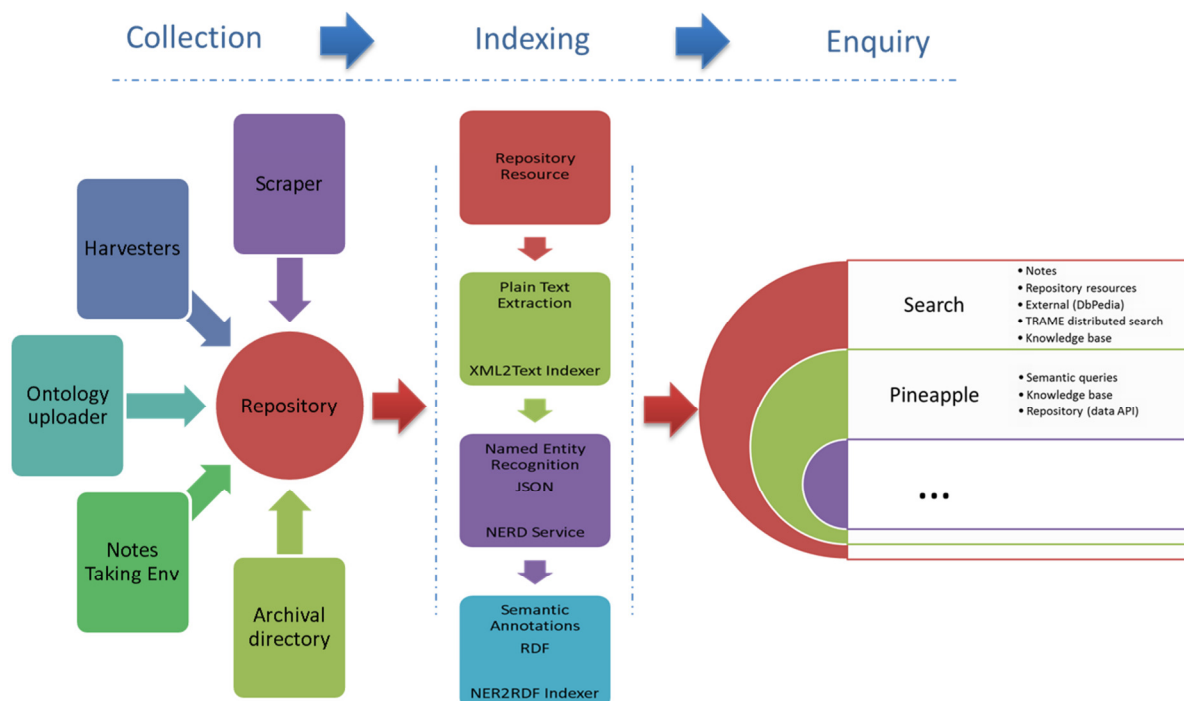 Collection
Indexing
Enquiry
Scraper
Harvesters
Ontology
uploader
Notes
Taking Env
Archival
directory
Repository
Repository
Resource
Plain Text
Extraction
XML2Text Indexer
Named Entity
Recognition
JSON
NERD Service
Semantic
Annotations
RDF
NER2RDF Indexer
Search
• Notes
• Repository resources
• External (DbPedia)
• TRAME distributed search
• Knowledge base
Pineapple
• Semantic queries
• Knowledge base
• Repository (data API)
...